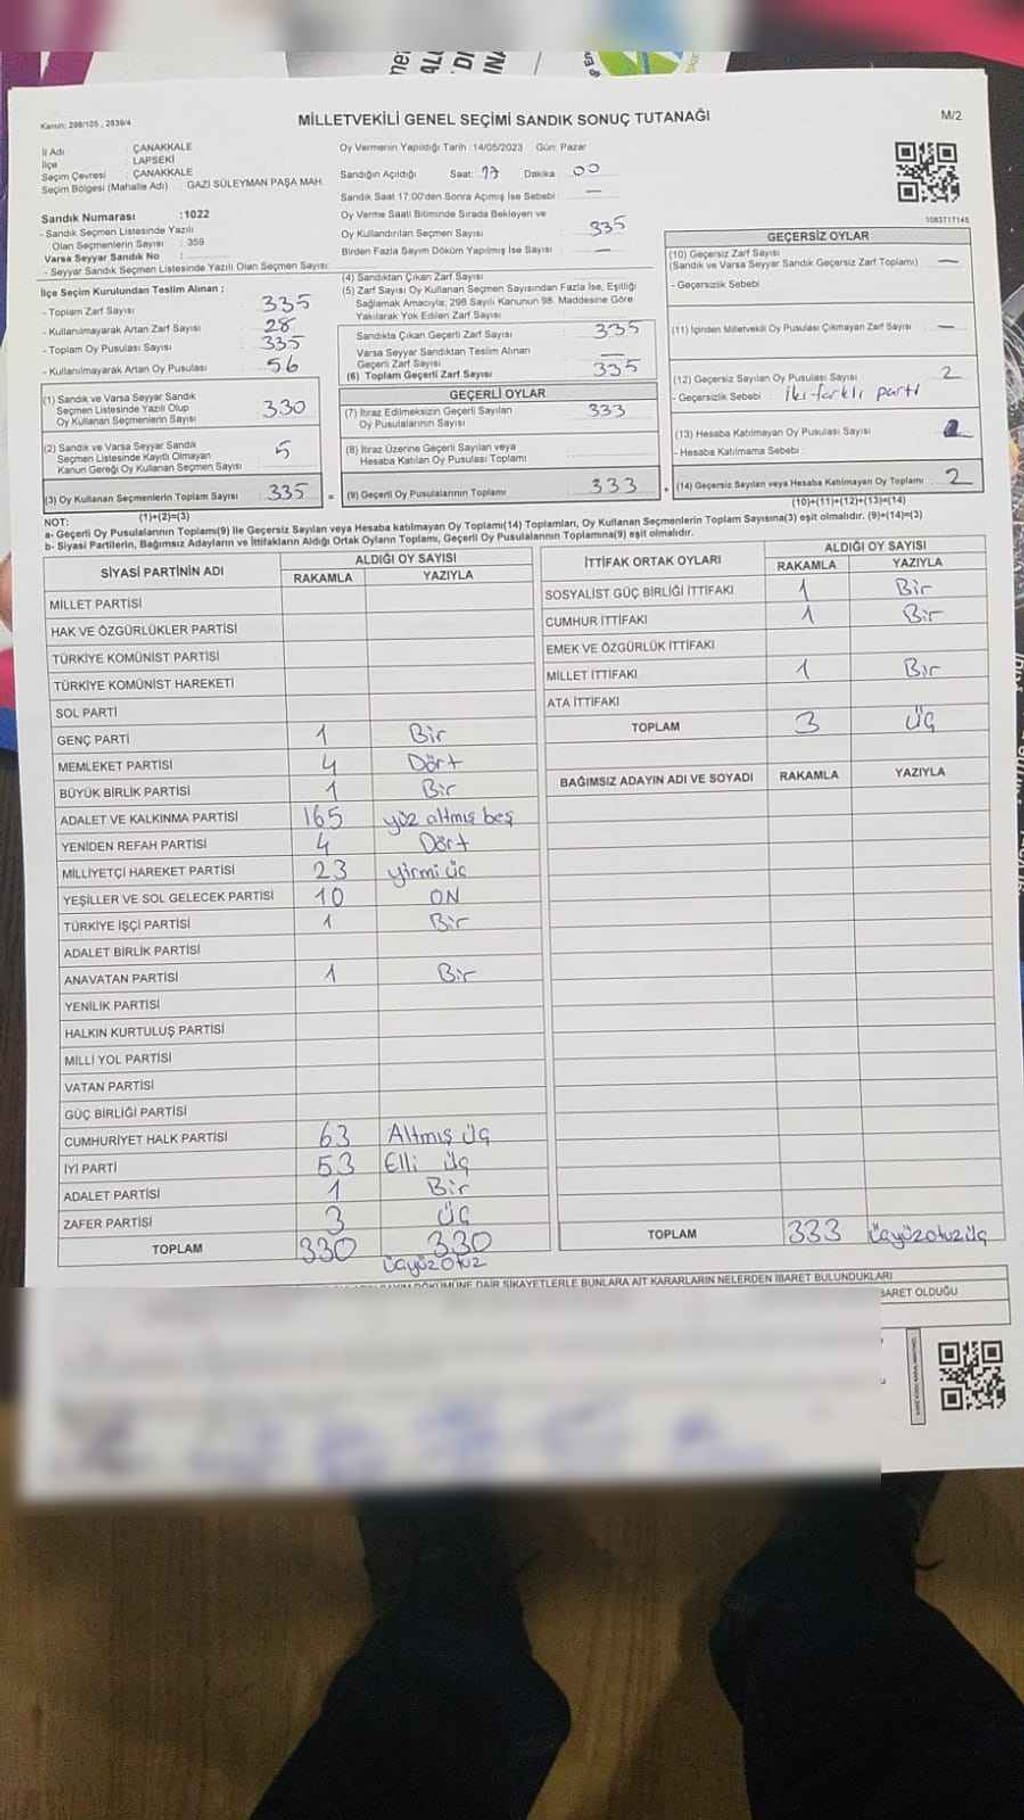 Kanun: 298/105, 2839/4
MİLLETVEKİLİ GENEL SEÇİMİ SANDIK SONUÇ TUTANAĞI
M/2
İl Adı : ÇANAKKALE
İlçe : LAPSEKİ
Seçim Çevresi : ÇANAKKALE
Seçim Bölgesi (Mahalle Adı) GAZİ SÜLEYMAN PAŞA MAH.
Sandık Numarası :1022
- Sandık Seçmen Listesinde Yazılı
Olan Seçmenlerin Sayısı : 359
Varsa Seyyar Sandık No :
- Seyyar Sandık Seçmen Listesinde Yazılı Olan Seçmen Sayısı:
Oy Vermenin Yapıldığı Tarih :14/05/2023 Gün: Pazar
Sandığın Açıldığı Saat: 17 Dakika 00
Sandık Saat 17:00'den Sonra Açımış İse Sebebi : —
Oy Verme Saati Bitiminde Sırada Bekleyen ve
Oy Kullandırılan Seçmen Sayısı : 335
Birden Fazla Sayım Döküm Yapılmış İse Sayısı : —
1083717145
İlçe Seçim Kurulundan Teslim Alınan ;
- Toplam Zarf Sayısı : 335
- Kullanılmayarak Artan Zarf Sayısı : 28
- Toplam Oy Pusulası Sayısı : 335
- Kullanılmayarak Artan Oy Pusulası : 56
(1) Sandık ve Varsa Seyyar Sandık
Seçmen Listesinde Yazılı Olup
Oy Kullanan Seçmenlerin Sayısı : 330
(2) Sandık ve Varsa Seyyar Sandık
Seçmen Listesinde Kayıtlı Olmayan
Kanun Gereği Oy Kullanan Seçmen Sayısı : 5
(3) Oy Kullanan Seçmenlerin Toplam Sayısı : 335
(1)+(2)=(3)
(4) Sandıktan Çıkan Zarf Sayısı
(5) Zarf Sayısı Oy Kullanan Seçmen Sayısından Fazla İse, Eşitliği
Sağlamak Amacıyla; 298 Sayılı Kanunun 98. Maddesine Göre
Yakılarak Yok Edilen Zarf Sayısı :
Sandıkta Çıkan Geçerli Zarf Sayısı : 335
Varsa Seyyar Sandıktan Teslim Alınan
Geçerli Zarf Sayısı : —
(6) Toplam Geçerli Zarf Sayısı : 335
GEÇERLİ OYLAR
(7) İtiraz Edilmeksizin Geçerli Sayılan
Oy Pusulalarının Sayısı : 333
(8) İtiraz Üzerine Geçerli Sayılan veya
Hesaba Katılan Oy Pusulası Toplamı :
= (9) Geçerli Oy Pusulalarının Toplamı : 333
GEÇERSİZ OYLAR
(10) Geçersiz Zarf Sayısı
(Sandık ve Varsa Seyyar Sandık Geçersiz Zarf Toplamı) : —
- Geçersizlik Sebebi :
(11) İçinden Milletvekili Oy Pusulası Çıkmayan Zarf Sayısı : —
(12) Geçersiz Sayılan Oy Pusulası Sayısı : 2
- Geçersizlik Sebebi : İki farklı parti
(13) Hesaba Katılmayan Oy Pusulası Sayısı :
- Hesaba Katılmama Sebebi :
+ (14) Geçersiz Sayılan veya Hesaba Katılmayan Oy Toplamı : 2
(10)+(11)+(12)+(13)=(14)
NOT:
a- Geçerli Oy Pusulalarının Toplamı(9) ile Geçersiz Sayılan veya Hesaba katılmayan Oy Toplamı(14) Toplamları, Oy Kullanan Seçmenlerin Toplam Sayısına(3) eşit olmalıdır. (9)+(14)=(3)
b- Siyasi Partilerin, Bağımsız Adayların ve İttifakların Aldığı Ortak Oyların Toplamı, Geçerli Oy Pusulalarının Toplamına(9) eşit olmalıdır.
SİYASİ PARTİNİN ADI ALDIĞI OY SAYISI
RAKAMLA YAZIYLA
MİLLET PARTİSİ
HAK VE ÖZGÜRLÜKLER PARTİSİ
TÜRKİYE KOMÜNİST PARTİSİ
TÜRKİYE KOMÜNİST HAREKETİ
SOL PARTİ
GENÇ PARTİ 1 Bir
MEMLEKET PARTİSİ 4 Dört
BÜYÜK BİRLİK PARTİSİ 1 Bir
ADALET VE KALKINMA PARTİSİ 165 yüz altmış beş
YENİDEN REFAH PARTİSİ 4 Dört
MİLLİYETÇİ HAREKET PARTİSİ 23 yirmi üç
YEŞİLLER VE SOL GELECEK PARTİSİ 10 ON
TÜRKİYE İŞÇİ PARTİSİ 1 Bir
ADALET BİRLİK PARTİSİ
ANAVATAN PARTİSİ 1 Bir
YENİLİK PARTİSİ
HALKIN KURTULUŞ PARTİSİ
MİLLİ YOL PARTİSİ
VATAN PARTİSİ
GÜÇ BİRLİĞİ PARTİSİ
CUMHURİYET HALK PARTİSİ 63 Altmış üç
İYİ PARTİ 53 Elli üç
ADALET PARTİSİ 1 Bir
ZAFER PARTİSİ 3 üç
TOPLAM 330 330
üçyüzotuz
İTTİFAK ORTAK OYLARI ALDIĞI OY SAYISI
RAKAMLA YAZIYLA
SOSYALİST GÜÇ BİRLİĞİ İTTİFAKI 1 Bir
CUMHUR İTTİFAKI 1 Bir
EMEK VE ÖZGÜRLÜK İTTİFAKI
MİLLET İTTİFAKI 1 Bir
ATA İTTİFAKI
TOPLAM 3 üç
BAĞIMSIZ ADAYIN ADI VE SOYADI RAKAMLA YAZIYLA
TOPLAM 333 üçyüzotuzüç
DÖKÜMÜNE DAİR ŞİKAYETLERLE BUNLARA AİT KARARLARIN NELERDEN İBARET BULUNDUKLARI
BARET OLDUĞU